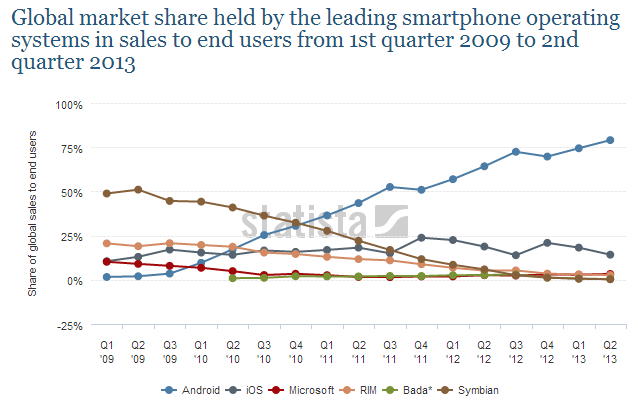 Global market share held by the leading smartphone operating
systems in sales to end users from 1st quarter 2009 to 2nd
quarter 2013
100%
75%
50%
25%
0%
-25%
Share of global sales to end users
statista
Q1 Q2 Q3 Q4 Q1 Q2 Q3 Q4 Q1 Q2 Q3 Q4 Q1 Q2 Q3 Q4 Q1 Q2
'09 '09 '09 '10 '10 '10 '10 '10 '11 '11 '11 '11 '12 '12 '12 '12 '13 '13
Android iOS Microsoft RIM Bada* Symbian